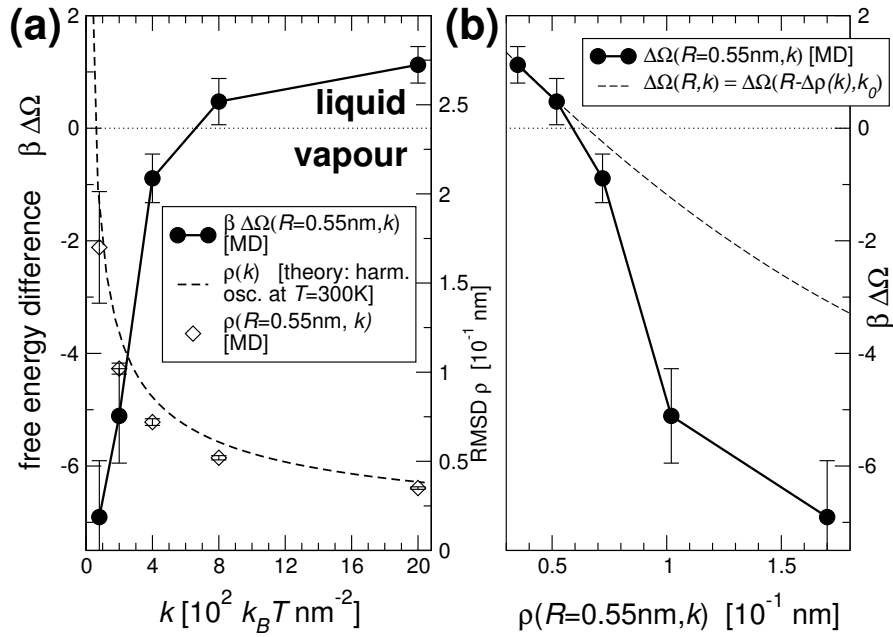 (a)
(b)
free energy difference β ΔΩ
2
0
-2
-4
-6
liquid
vapour
β ΔΩ(R=0.55nm,k)
[MD]
ρ(k) [theory: harm.
osc. at T=300K]
ρ(R=0.55nm, k)
[MD]
2.5
2
1.5
1
0.5
0
RMSD ρ [10⁻¹ nm]
0 4 8 12 16 20
k [10² k_BT nm⁻²]
ΔΩ(R=0.55nm,k) [MD]
ΔΩ(R,k) = ΔΩ(R-Δρ(k),k₀)
2
0
-2
-4
-6
β ΔΩ
0.5 1 1.5
ρ(R=0.55nm,k) [10⁻¹ nm]